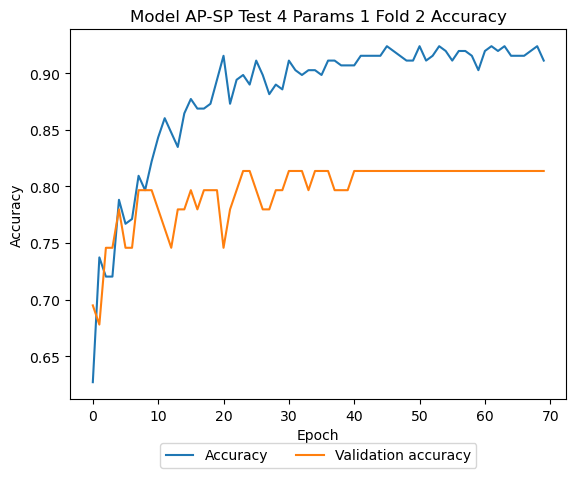 Model AP-SP Test 4 Params 1 Fold 2 Accuracy
0.90
0.85
0.80
0.75
0.70
0.65
Accuracy
0 10 20 30 40 50 60 70
Epoch
Accuracy Validation accuracy